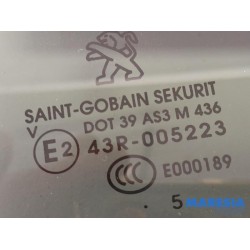 SAINT-GOBAIN SEKURIT
DOT 39 AS3 M 436
V
E2 43R-005223
CCC E000189
5